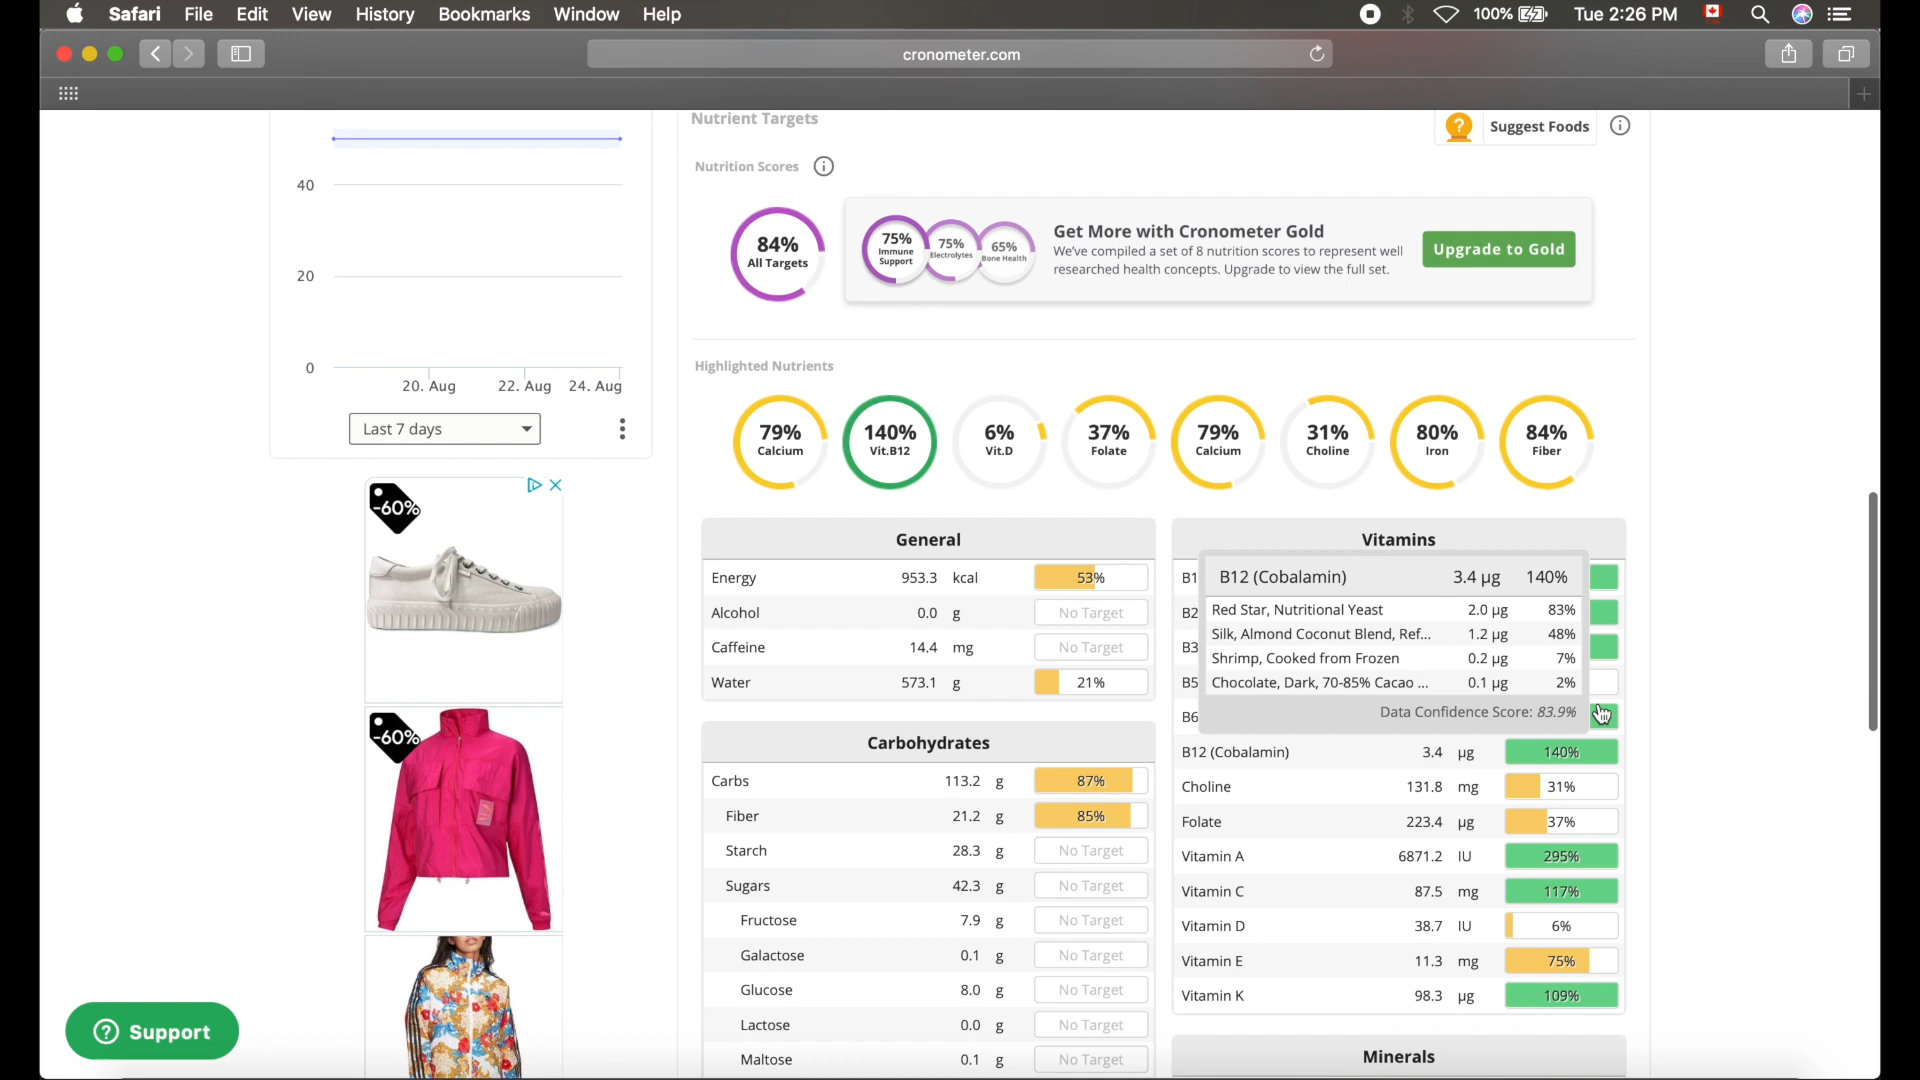 Safari File Edit View History Bookmarks Window Help
100% Tue 2:26 PM
cronometer.com
40
20
0
20. Aug 22. Aug 24. Aug
Last 7 days
-60%
-60%
Support
Nutrient Targets
Suggest Foods
Nutrition Scores
84%
All Targets
75%
Immune
Support
75%
Electrolytes
65%
Bone Health
Get More with Cronometer Gold
We've compiled a set of 8 nutrition scores to represent well
researched health concepts. Upgrade to view the full set.
Upgrade to Gold
Highlighted Nutrients
79%
Calcium
140%
Vit.B12
6%
Vit.D
37%
Folate
79%
Calcium
31%
Choline
80%
Iron
84%
Fiber
General
Energy 953.3 kcal 53%
Alcohol 0.0 g No Target
Caffeine 14.4 mg No Target
Water 573.1 g 21%
Carbohydrates
Carbs 113.2 g 87%
Fiber 21.2 g 85%
Starch 28.3 g No Target
Sugars 42.3 g No Target
Fructose 7.9 g No Target
Galactose 0.1 g No Target
Glucose 8.0 g No Target
Lactose 0.0 g No Target
Maltose 0.1 g No Target
Vitamins
B1
B2
B3
B5
B6
B12 (Cobalamin) 3.4 µg 140%
Red Star, Nutritional Yeast 2.0 µg 83%
Silk, Almond Coconut Blend, Ref... 1.2 µg 48%
Shrimp, Cooked from Frozen 0.2 µg 7%
Chocolate, Dark, 70-85% Cacao ... 0.1 µg 2%
Data Confidence Score: 83.9%
B12 (Cobalamin) 3.4 µg 140%
Choline 131.8 mg 31%
Folate 223.4 µg 37%
Vitamin A 6871.2 IU 295%
Vitamin C 87.5 mg 117%
Vitamin D 38.7 IU 6%
Vitamin E 11.3 mg 75%
Vitamin K 98.3 µg 109%
Minerals